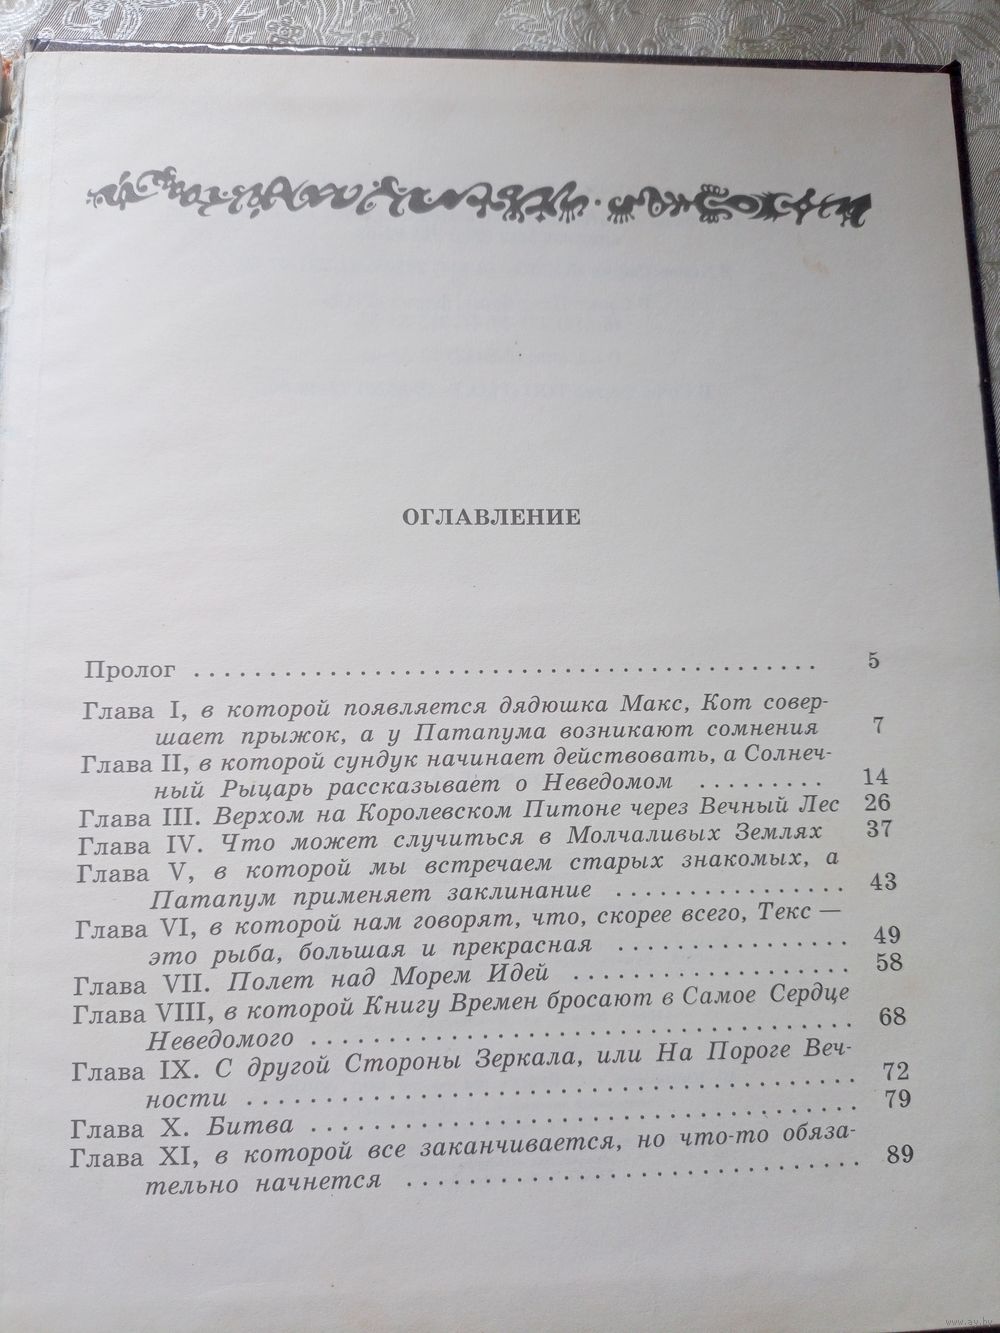 ОГЛАВЛЕНИЕ
Пролог . . . . . . . . . . . . . . . . . . . . . . . . . . . . . . . . . . . . . . . . 5
Глава I, в которой появляется дядюшка Макс, Кот совер-
шает прыжок, а у Патапума возникают сомнения 7
Глава II, в которой сундук начинает действовать, а Солнеч-
ный Рыцарь рассказывает о Неведомом . . . . . . . . . 14
Глава III. Верхом на Королевском Питоне через Вечный Лес 26
Глава IV. Что может случиться в Молчаливых Землях 37
Глава V, в которой мы встречаем старых знакомых, а
Патапум применяет заклинание . . . . . . . . . . . . . . . 43
Глава VI, в которой нам говорят, что, скорее всего, Текс —
это рыба, большая и прекрасная . . . . . . . . . . . . . . . 49
Глава VII. Полет над Морем Идей . . . . . . . . . . . . . . . . . . 58
Глава VIII, в которой Книгу Времен бросают в Самое Сердце
Неведомого . . . . . . . . . . . . . . . . . . . . . . . . . . . . . . . . . . . 68
Глава IX. С другой Стороны Зеркала, или На Пороге Веч-
ности . . . . . . . . . . . . . . . . . . . . . . . . . . . . . . . . . . . . . . . 72
Глава X. Битва . . . . . . . . . . . . . . . . . . . . . . . . . . . . . . . . . . . 79
Глава XI, в которой все заканчивается, но что-то обяза-
тельно начнется . . . . . . . . . . . . . . . . . . . . . . . . . . . . . 89
www.ay.by